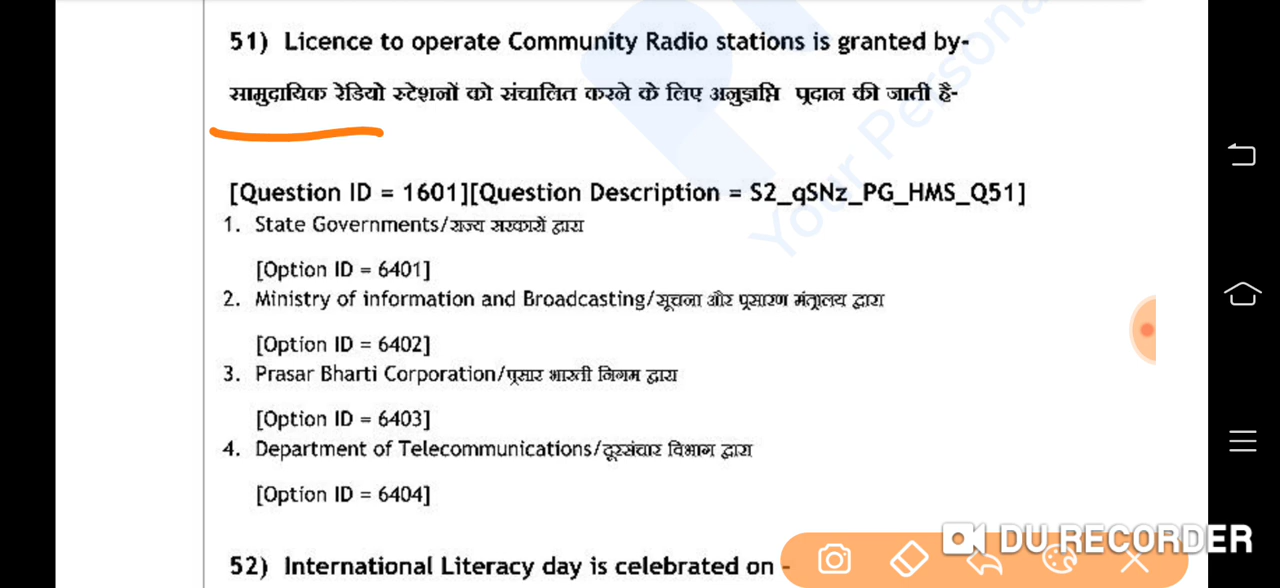 51) Licence to operate Community Radio stations is granted by-
सामुदायिक रेडियो स्टेशनों को संचालित करने के लिए अनुज्ञप्ति प्रदान की जाती है-
[Question ID = 1601][Question Description = S2_qSNz_PG_HMS_Q51]
1. State Governments/राज्य सरकारों द्वारा
[Option ID = 6401]
2. Ministry of information and Broadcasting/सूचना और प्रसारण मंत्रालय द्वारा
[Option ID = 6402]
3. Prasar Bharti Corporation/प्रसार भारती निगम द्वारा
[Option ID = 6403]
4. Department of Telecommunications/दूरसंचार विभाग द्वारा
[Option ID = 6404]
52) International Literacy day is celebrated on -
Your Persona
DU RECORDER